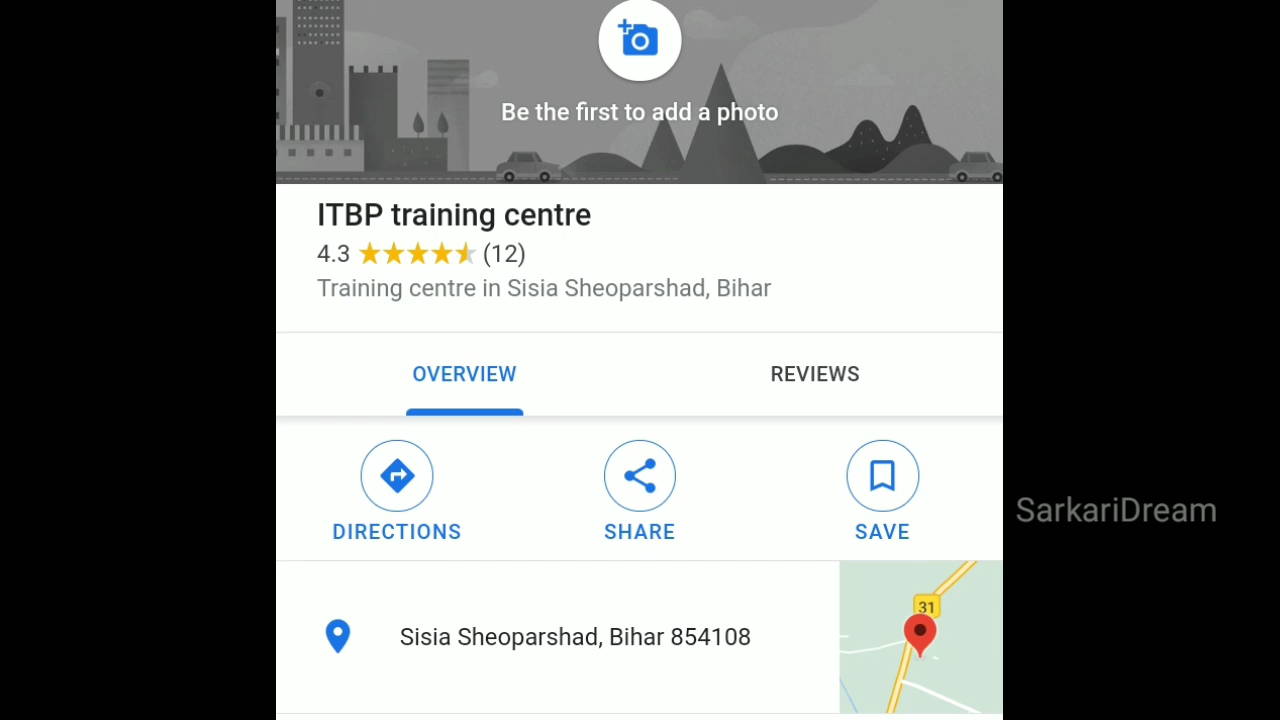 Be the first to add a photo
ITBP training centre
4.3 (12)
Training centre in Sisia Sheoparshad, Bihar
OVERVIEW REVIEWS
DIRECTIONS SHARE SAVE
SarkariDream
31
Sisia Sheoparshad, Bihar 854108